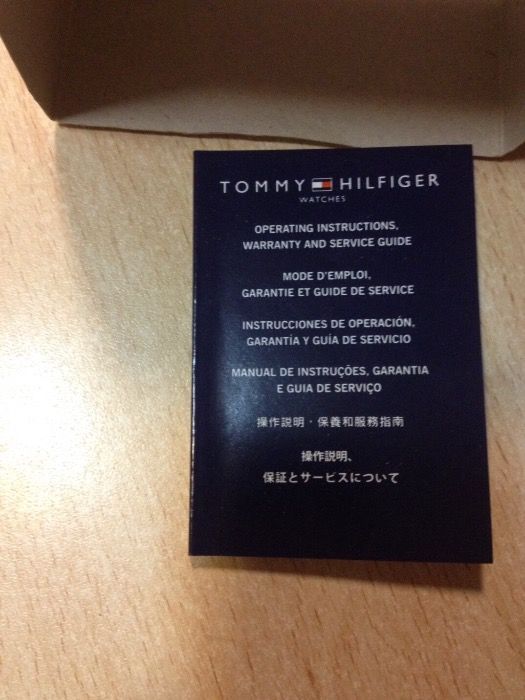 TOMMY HILFIGER
WATCHES
OPERATING INSTRUCTIONS,
WARRANTY AND SERVICE GUIDE
MODE D'EMPLOI,
GARANTIE ET GUIDE DE SERVICE
INSTRUCCIONES DE OPERACIÓN,
GARANTÍA Y GUÍA DE SERVICIO
MANUAL DE INSTRUÇÕES, GARANTIA
E GUIA DE SERVIÇO
操作説明・保養和服務指南
操作説明、
保証とサービスについて